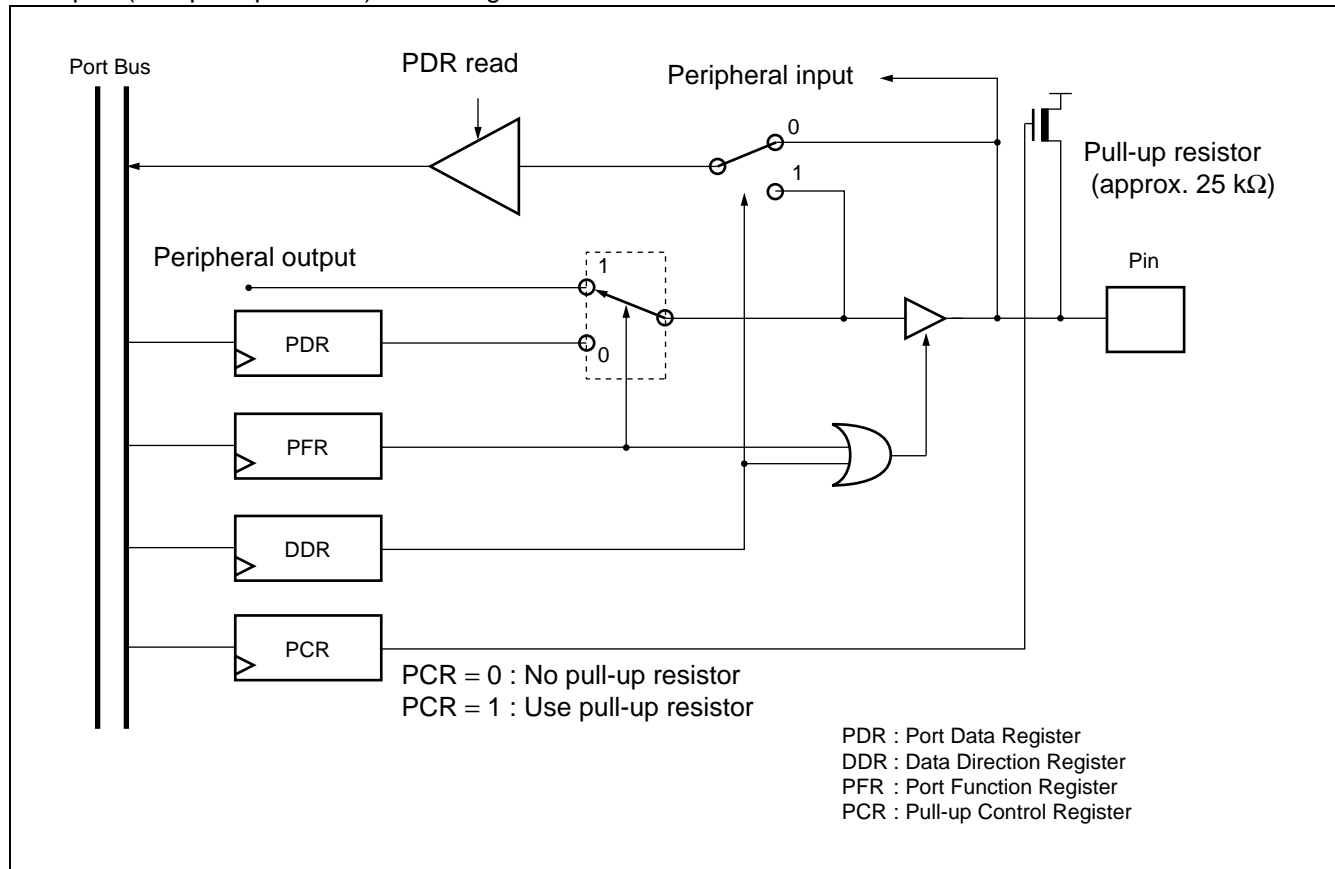 Port Bus
PDR read
Peripheral input
0
1
Pull-up resistor
(approx. 25 kΩ)
Peripheral output
1
0
Pin
PDR
PFR
DDR
PCR
PCR = 0 : No pull-up resistor
PCR = 1 : Use pull-up resistor
PDR : Port Data Register
DDR : Data Direction Register
PFR : Port Function Register
PCR : Pull-up Control Register